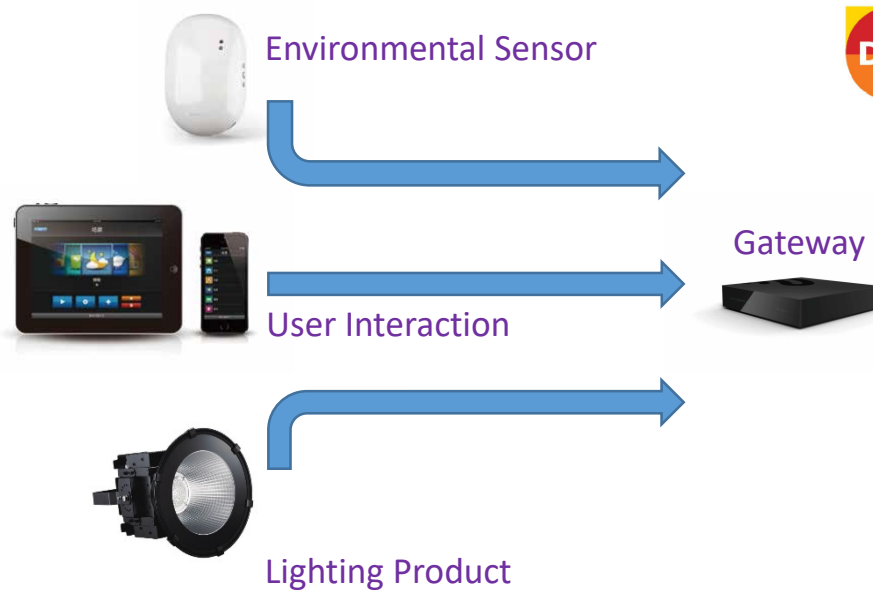 Environmental Sensor
D
Gateway
User Interaction
Lighting Product